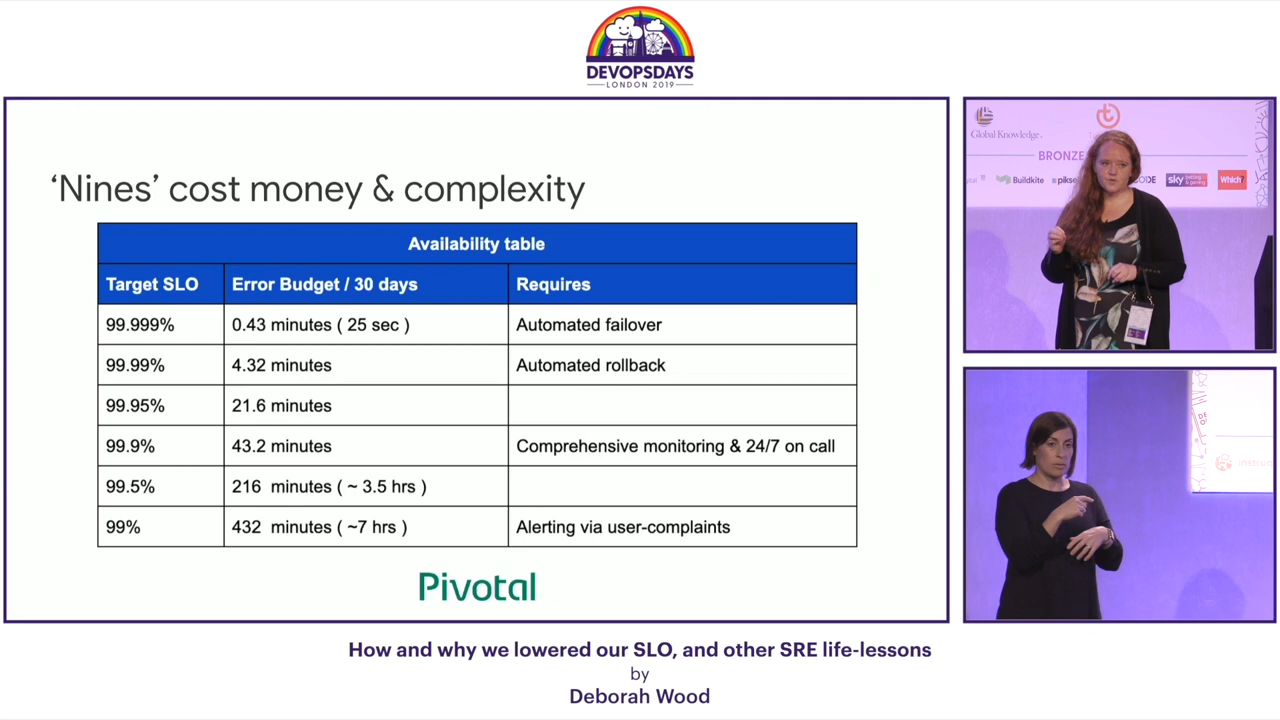 DEVOPSDAYS
LONDON 2019
‘Nines’ cost money & complexity
Availability table
Target SLO Error Budget / 30 days Requires
99.999% 0.43 minutes ( 25 sec ) Automated failover
99.99% 4.32 minutes Automated rollback
99.95% 21.6 minutes
99.9% 43.2 minutes Comprehensive monitoring & 24/7 on call
99.5% 216 minutes ( ~ 3.5 hrs )
99% 432 minutes ( ~7 hrs ) Alerting via user-complaints
Pivotal
Global Knowledge.
BRONZE
Buildkite
sky
Which?
How and why we lowered our SLO, and other SRE life-lessons
by
Deborah Wood